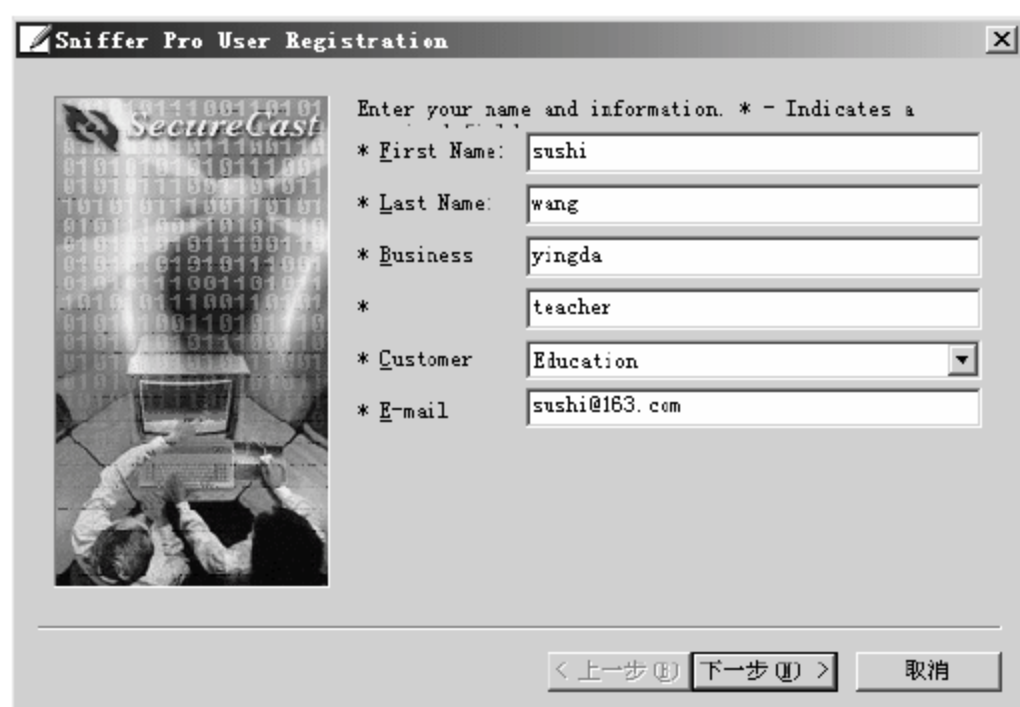 Sniffer Pro User Registration
SecureCast
Enter your name and information. * - Indicates a
* First Name: sushi
* Last Name: wang
* Business yingda
* teacher
* Customer Education
* E-mail sushi@163.com
< 上一步(B) 下一步(N) > 取消